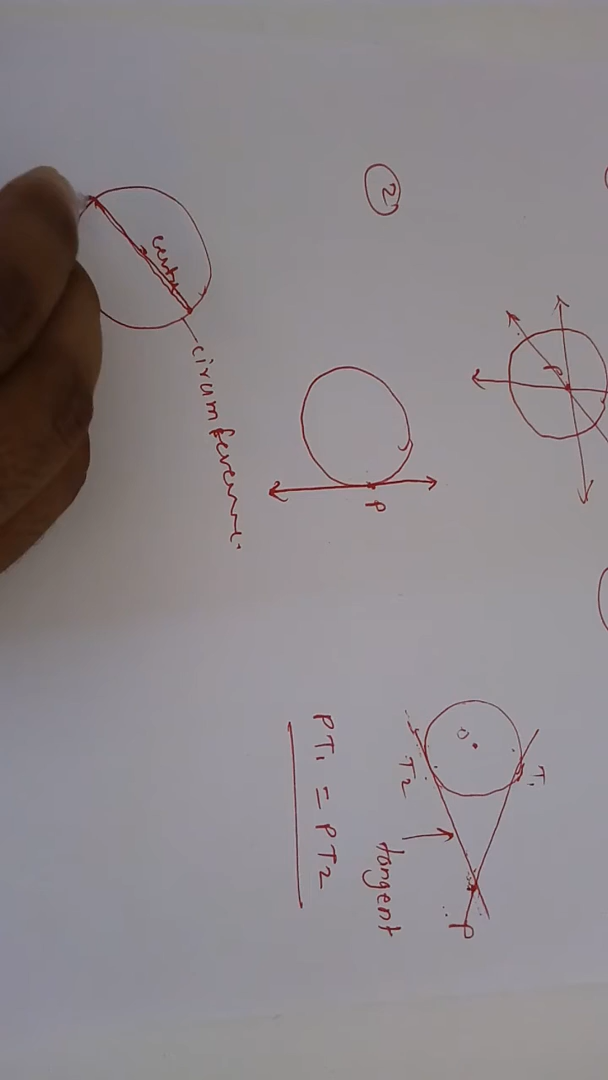 2
P
P
O
T1
T2
P
tangent
PT1 = PT2
circumference.